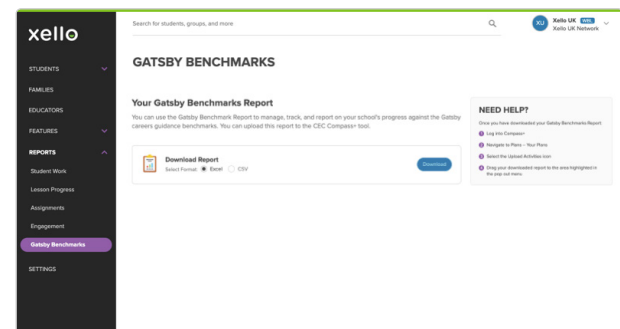 xello
Search for students, groups, and more
XU
Xello UK
Xello UK Network
STUDENTS
FAMILIES
EDUCATORS
FEATURES
REPORTS
Student Work
Lesson Progress
Assignments
Engagement
Gatsby Benchmarks
SETTINGS
GATSBY BENCHMARKS
Your Gatsby Benchmarks Report
You can use the Gatsby Benchmark Report to manage, track, and report on your school's progress against the Gatsby
careers guidance benchmarks. You can upload this report to the CEC Compass+ tool.
Download Report
Select Format: Excel CSV
Download
NEED HELP?
Once you have downloaded your Gatsby Benchmarks Report
1 Log into Compass+
2 Navigate to Plans - Your Plans
3 Select the Upload Activities icon
4 Drag your downloaded report to the area highlighted in
the pop out menu